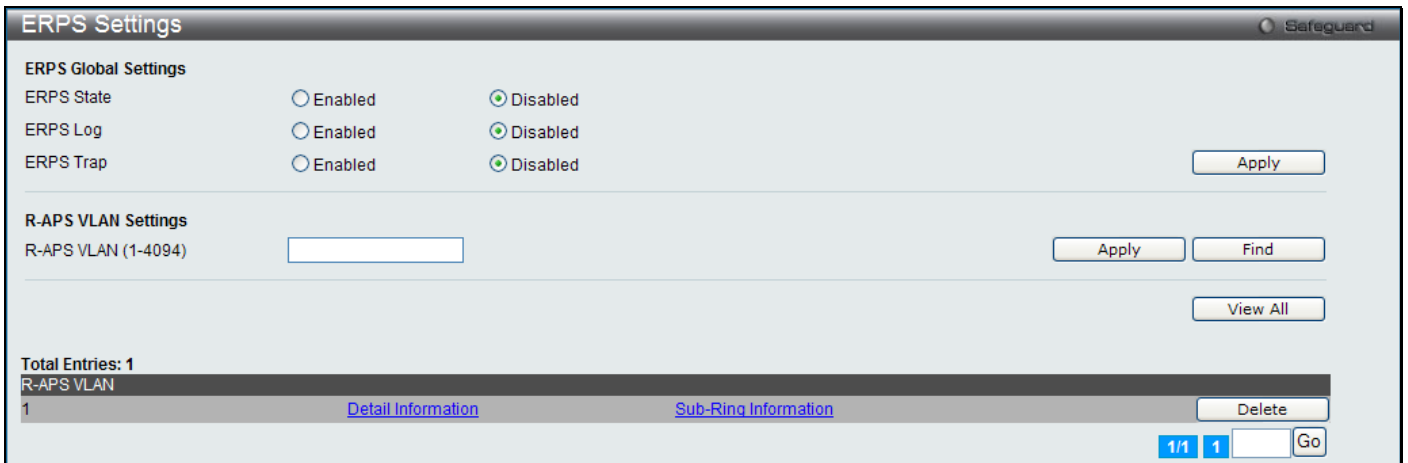 ERPS Settings
Safeguard
ERPS Global Settings
ERPS State Enabled Disabled
ERPS Log Enabled Disabled
ERPS Trap Enabled Disabled Apply
R-APS VLAN Settings
R-APS VLAN (1-4094) Apply Find
View All
Total Entries: 1
R-APS VLAN
1 Detail Information Sub-Ring Information Delete
1/1 1 Go